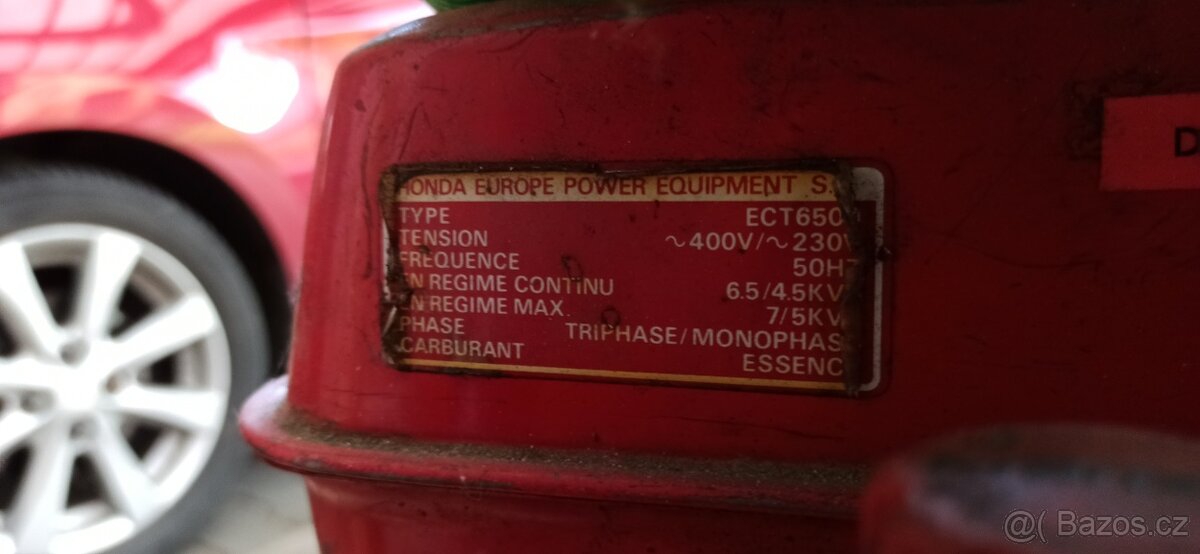 HONDA EUROPE POWER EQUIPMENT S.
TYPE ECT650
TENSION ~400V/~230V
FREQUENCE 50HZ
EN REGIME CONTINU 6.5/4.5KV
EN REGIME MAX. 7/5KV
PHASE TRIPHASE/MONOPHAS
CARBURANT ESSENC
D
@( Bazos.cz